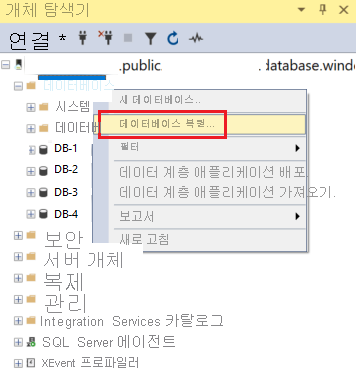 개체 탐색기
연결 *
.public. .database.windo
데이터베이스
시스템
데이터베
새 데이터베이스..
데이터베이스 복원...
필터
데이터 계층 애플리케이션 배포
데이터 계층 애플리케이션 가져오기.
보고서
새로 고침
DB-1
DB-2
DB-3
DB-4
보안
서버 개체
복제
관리
Integration Services 카탈로그
SQL Server 에이전트
XEvent 프로파일러